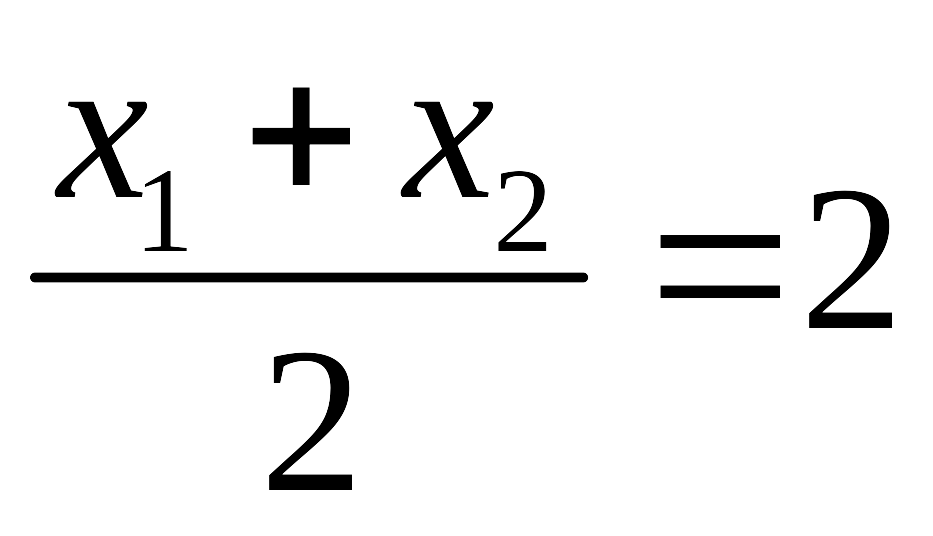 x₁ + x₂
2
=2